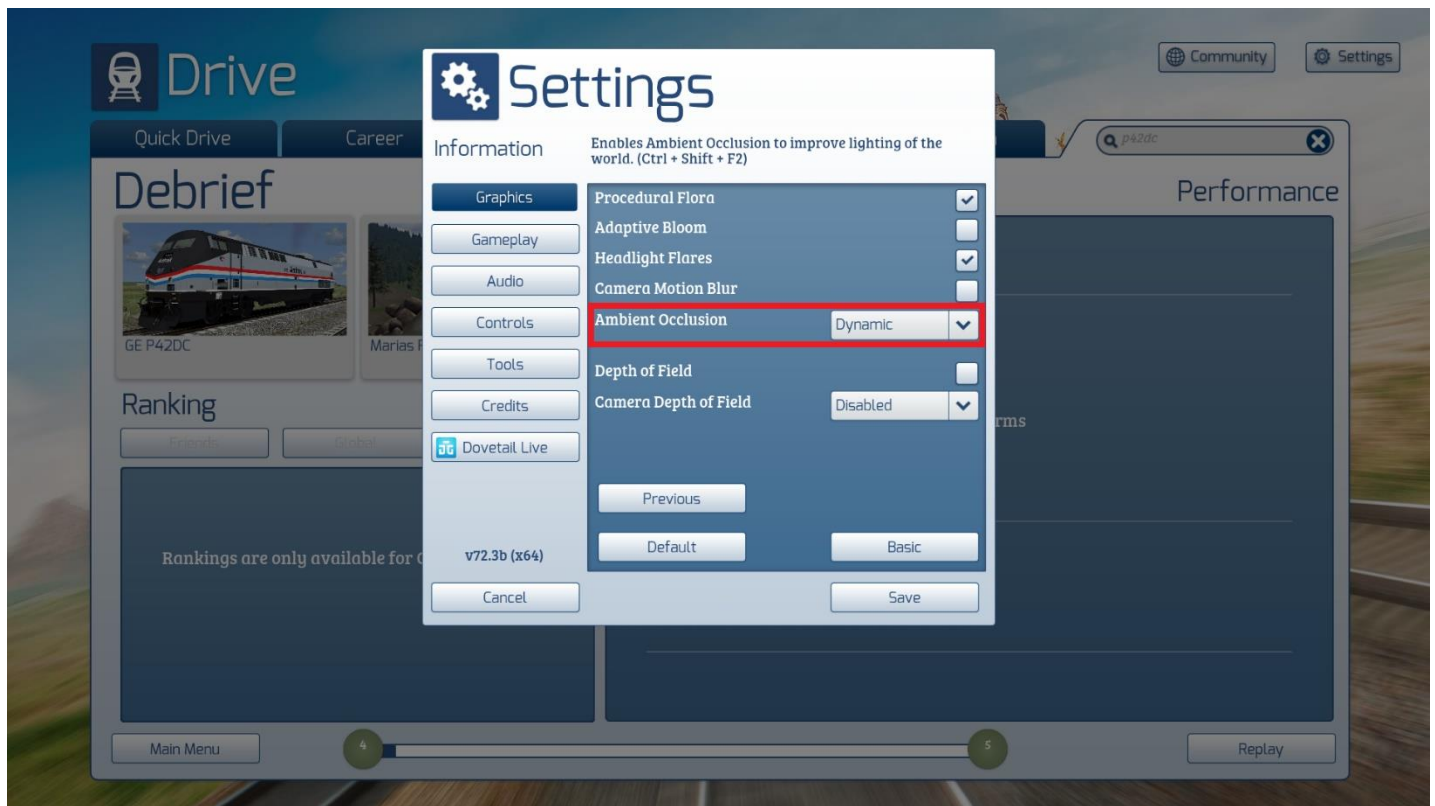 Drive
Community
Settings
Quick Drive
Career
p42dc
Debrief
Performance
GE P42DC
Marias
Ranking
Friends
Global
Rankings are only available for
rms
Main Menu
4
5
Replay
Settings
Information
Enables Ambient Occlusion to improve lighting of the
world. (Ctrl + Shift + F2)
Graphics
Gameplay
Audio
Controls
Tools
Credits
Dovetail Live
v72.3b (x64)
Cancel
Procedural Flora
Adaptive Bloom
Headlight Flares
Camera Motion Blur
Ambient Occlusion Dynamic
Depth of Field
Camera Depth of Field Disabled
Previous
Default
Basic
Save